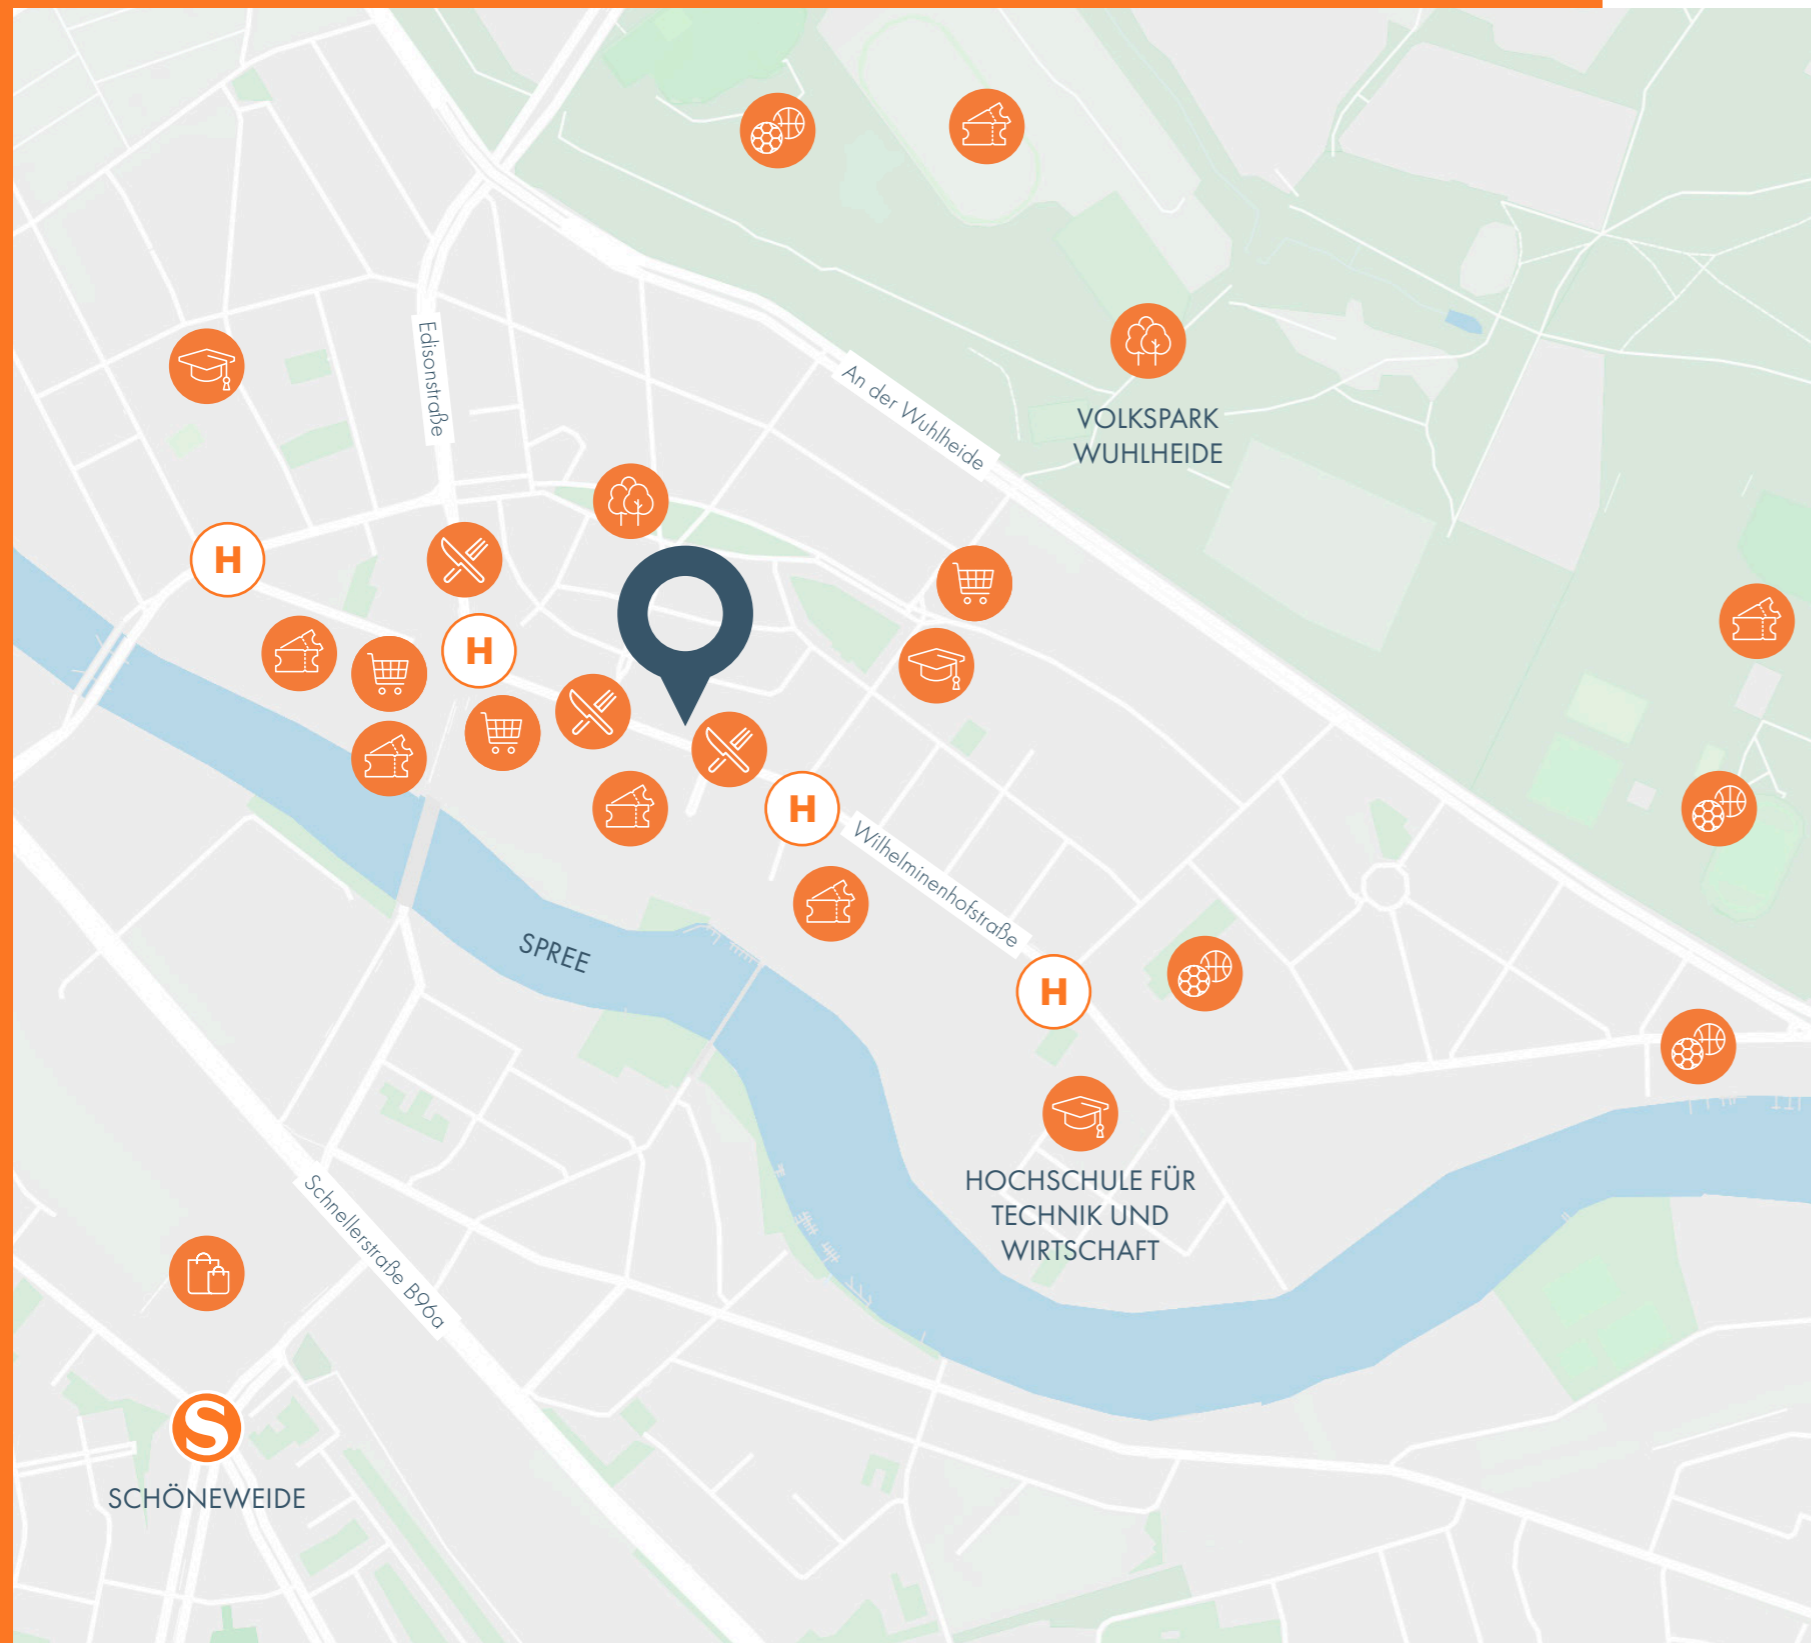 Edisonstraße
An der Wuhlheide
VOLKSPARK
WUHLHEIDE
H
H
H
Wilhelminenhofstraße
SPREE
H
HOCHSCHULE FÜR
TECHNIK UND
WIRTSCHAFT
Schnellerstraße B96a
S
SCHÖNEWEIDE